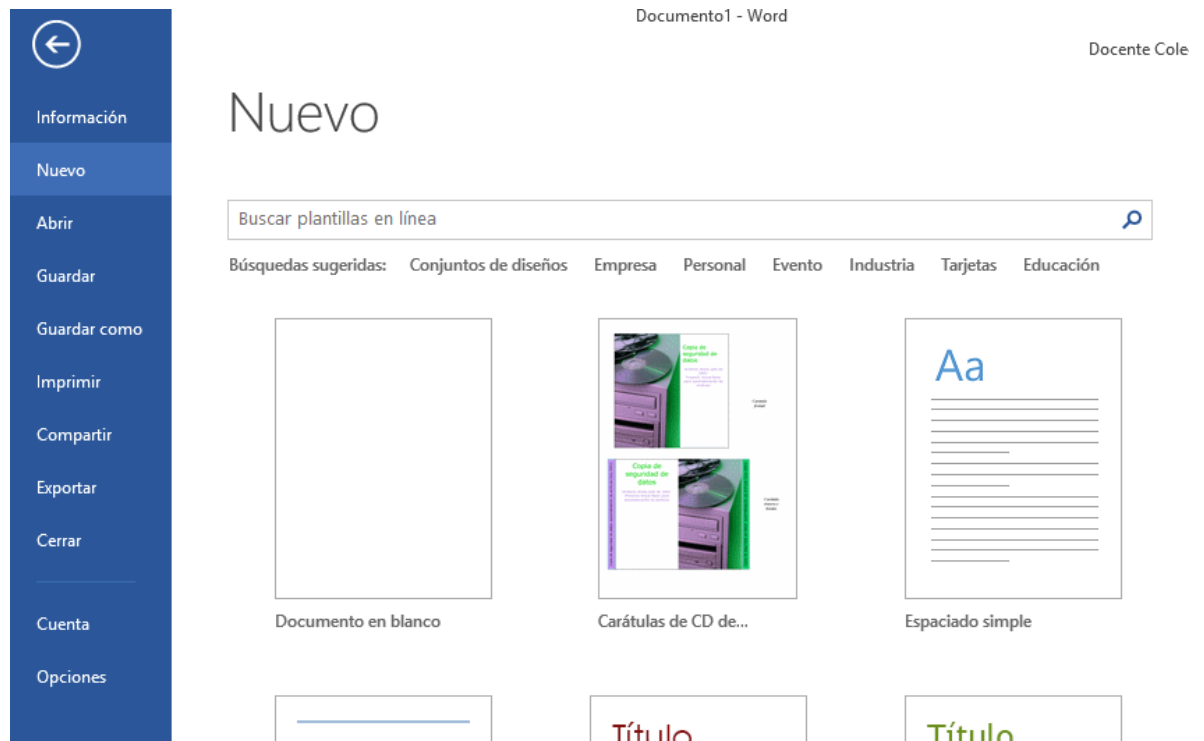 Documento1 - Word
Docente Cole
Información
Nuevo
Abrir
Guardar
Guardar como
Imprimir
Compartir
Exportar
Cerrar
Cuenta
Opciones
Nuevo
Buscar plantillas en línea
Búsquedas sugeridas: Conjuntos de diseños Empresa Personal Evento Industria Tarjetas Educación
Copia de
seguridad de
datos
Copia de
seguridad de
datos
Aa
Documento en blanco
Carátulas de CD de...
Espaciado simple
Título
Título